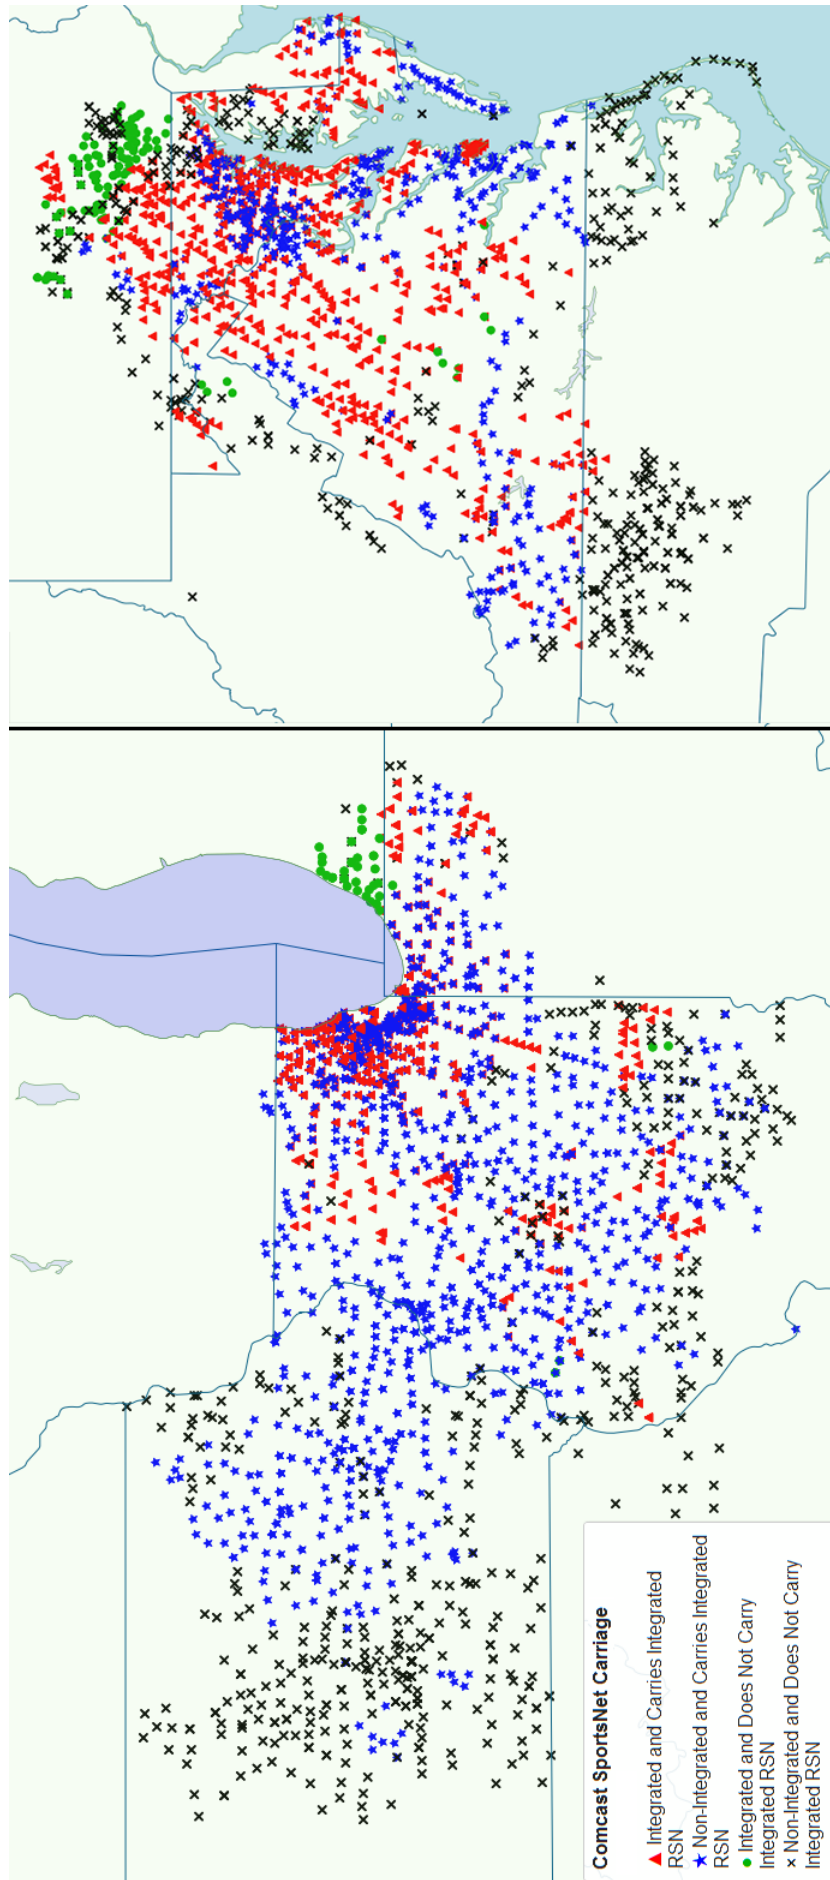 Comcast SportsNet Carriage
Integrated and Carries Integrated
RSN
Non-Integrated and Carries Integrated
RSN
Integrated and Does Not Carry
Integrated RSN
Non-Integrated and Does Not Carry
Integrated RSN